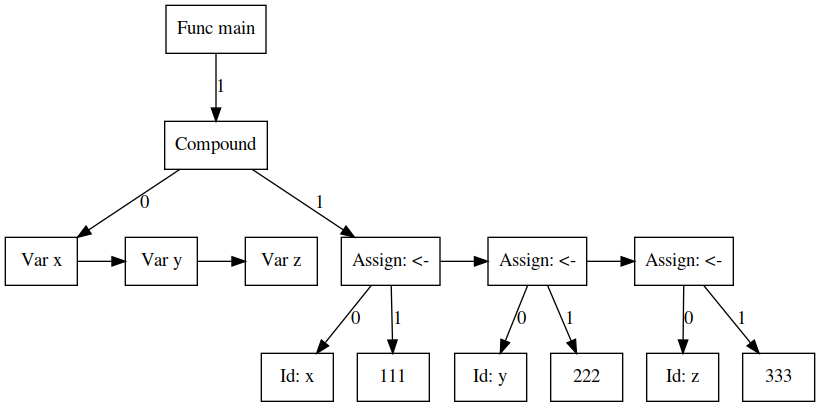 Func main
1
Compound
0
1
Var x
Var y
Var z
Assign: <-
Assign: <-
Assign: <-
0
1
0
1
0
1
Id: x
111
Id: y
222
Id: z
333